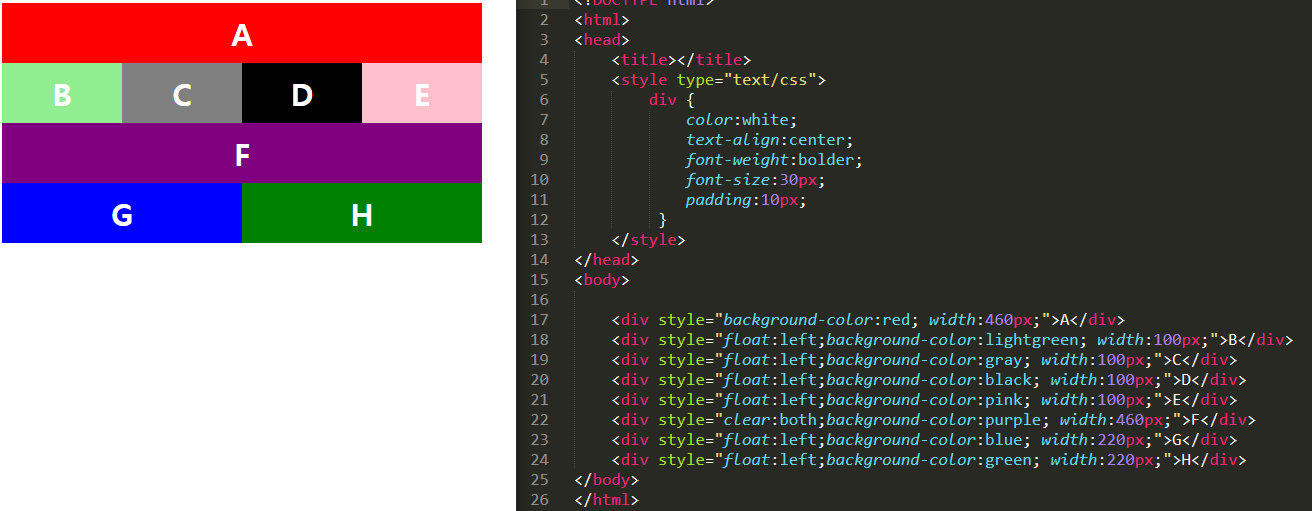 A
B C D E
F
G H
1 <!DOCTYPE html>
2 <html>
3 <head>
4 <title></title>
5 <style type="text/css">
6 div {
7 color:white;
8 text-align:center;
9 font-weight:bolder;
10 font-size:30px;
11 padding:10px;
12 }
13 </style>
14 </head>
15 <body>
16
17 <div style="background-color:red; width:460px;">A</div>
18 <div style="float:left;background-color:lightgreen; width:100px;">B</div>
19 <div style="float:left;background-color:gray; width:100px;">C</div>
20 <div style="float:left;background-color:black; width:100px;">D</div>
21 <div style="float:left;background-color:pink; width:100px;">E</div>
22 <div style="clear:both;background-color:purple; width:460px;">F</div>
23 <div style="float:left;background-color:blue; width:220px;">G</div>
24 <div style="float:left;background-color:green; width:220px;">H</div>
25 </body>
26 </html>